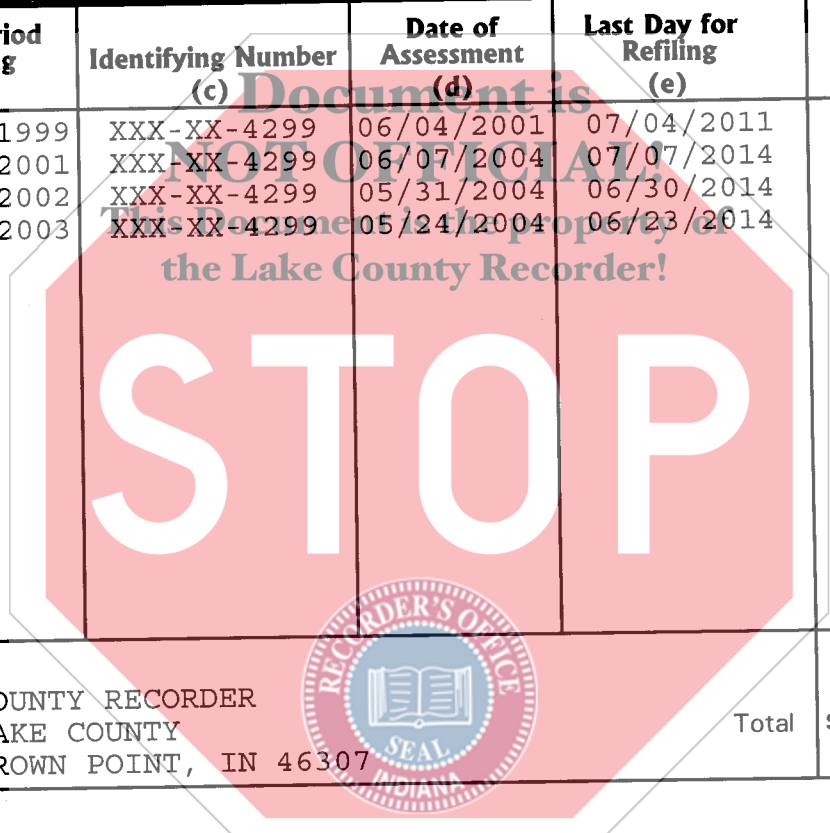 riod Date of Last Day for
g Identifying Number Assessment Refiling
(c) (d) (e)
1999 XXX-XX-4299 06/04/2001 07/04/2011
2001 XXX-XX-4299 06/07/2004 07/07/2014
2002 XXX-XX-4299 05/31/2004 06/30/2014
2003 XXX-XX-4299 05/24/2004 06/23/2014
Document is
NOT OFFICIAL!
This Document is the property of
the Lake County Recorder!
STOP
RECORDER'S OFFICE
SEAL
INDIANA
OUNTY RECORDER
AKE COUNTY
ROWN POINT, IN 46307
Total